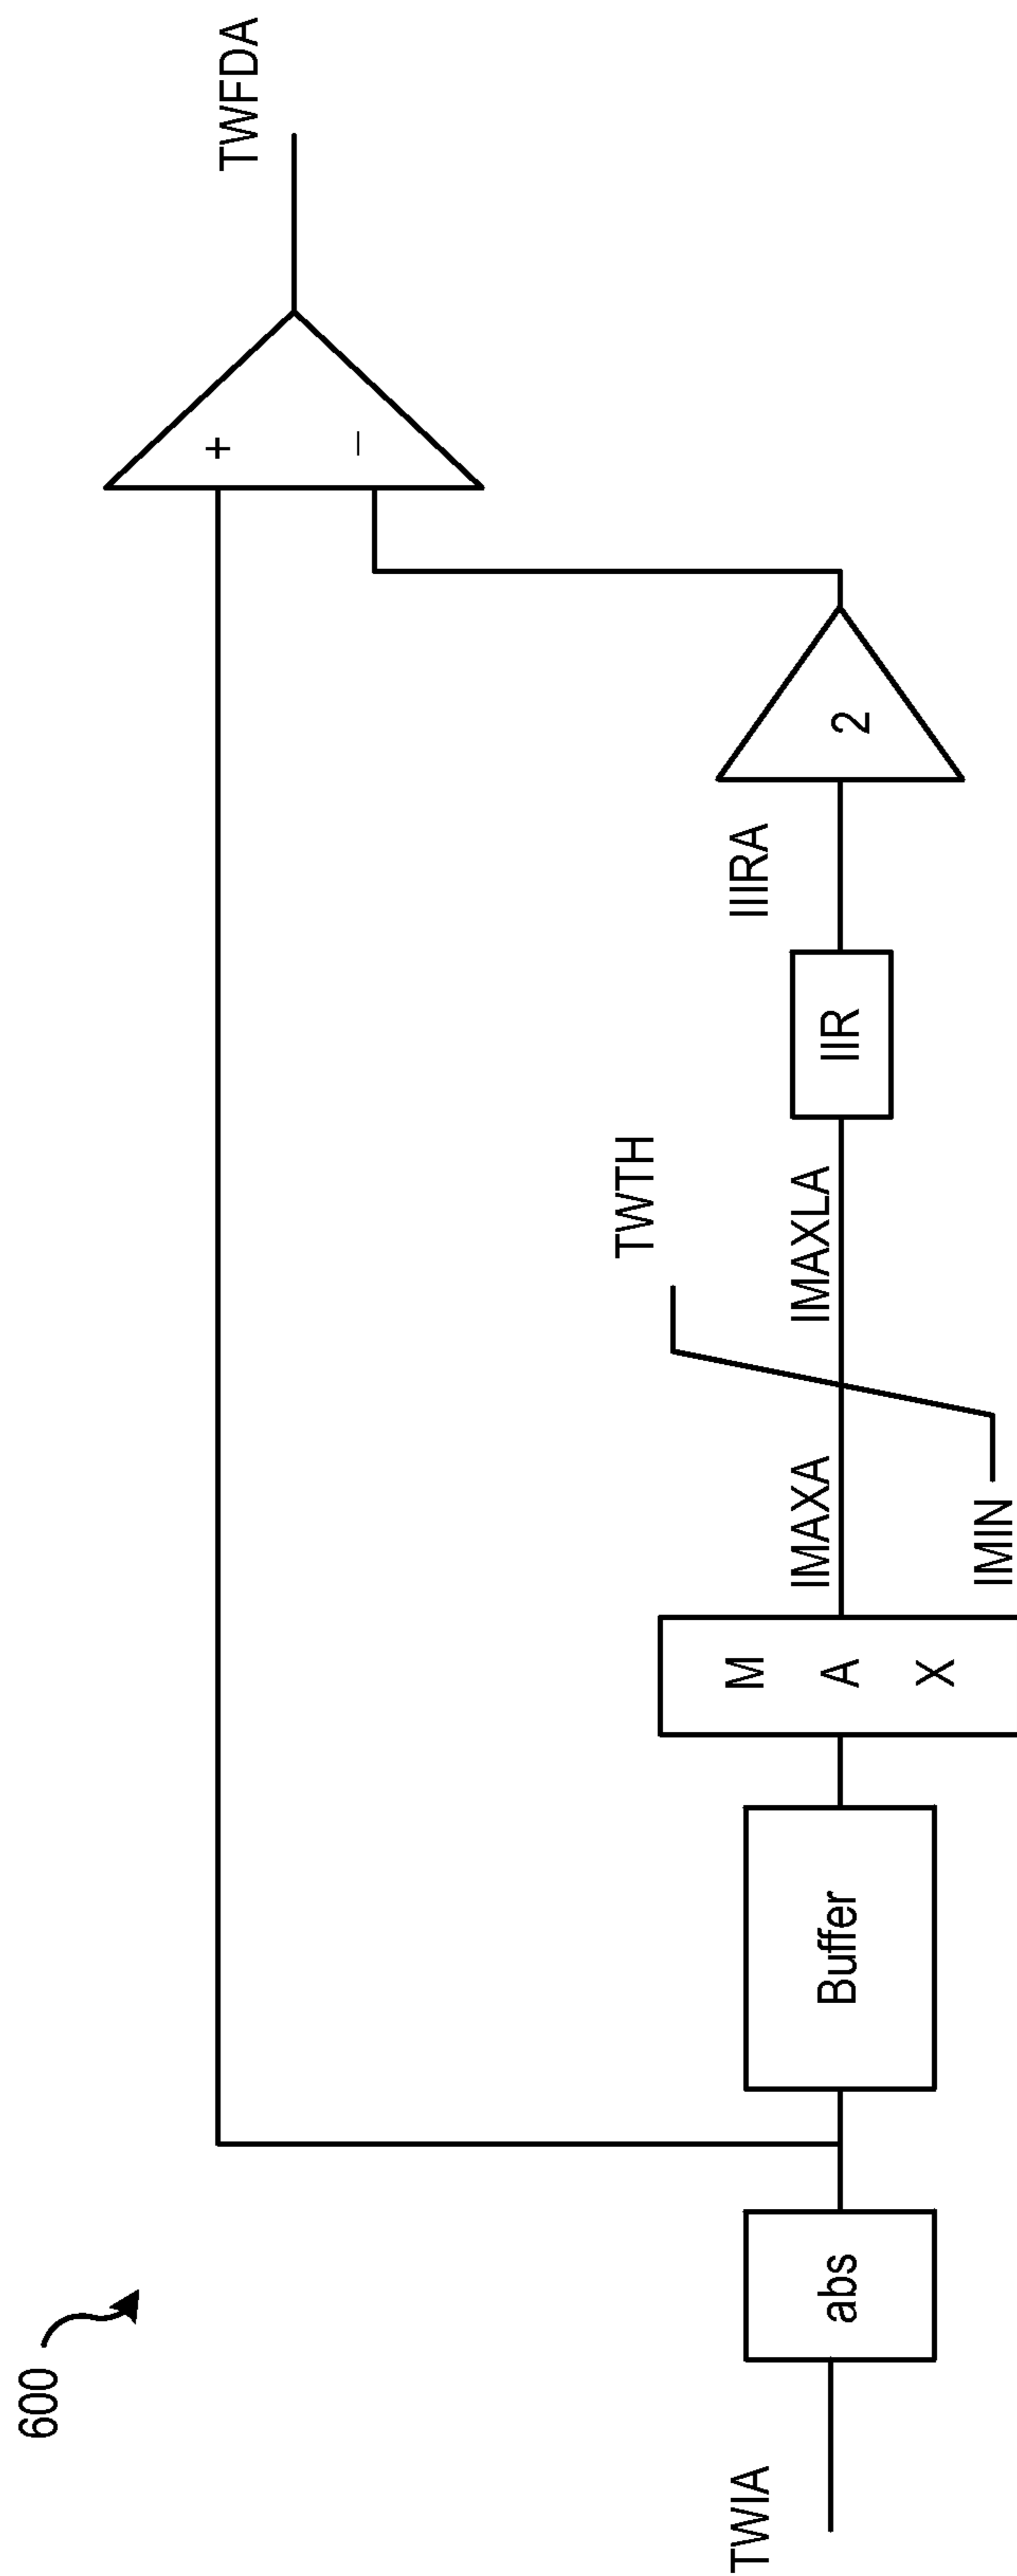 600
TWIA
abs
Buffer
M
A
X
IMAXA
IMIN
TWTH
IMAXLA
IIR
IIIRA
2
+
–
TWFDA